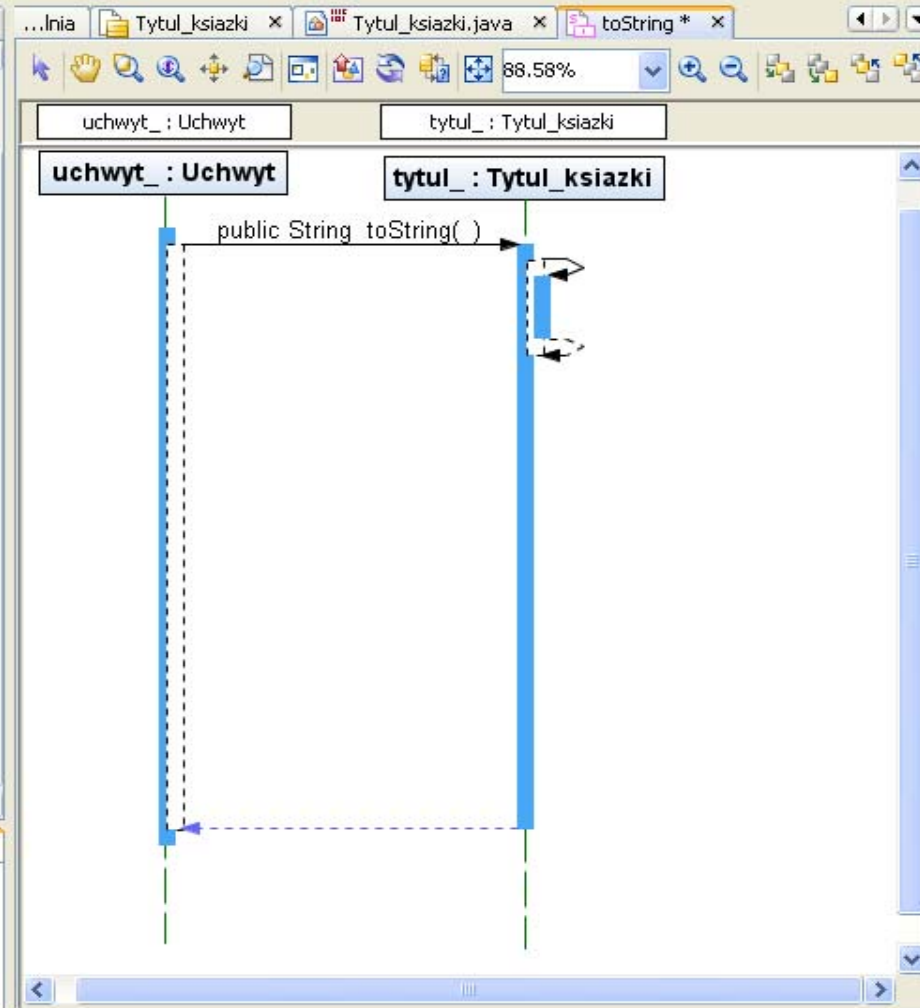 ...lnia Tytul_ksiazki Tytul_ksiazki.java toString *
88.58%
uchwyt_ : Uchwyt tytul_ : Tytul_ksiazki
uchwyt_ : Uchwyt tytul_ : Tytul_ksiazki
public String toString( )